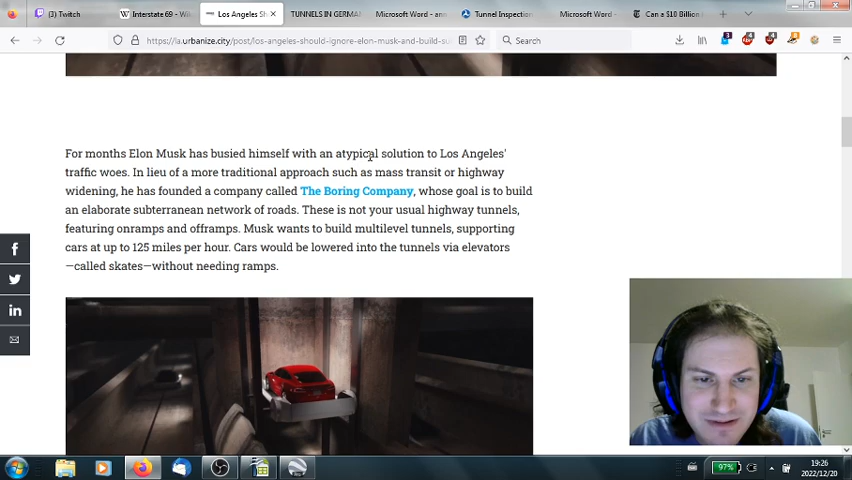 (3) Twitch
Interstate 69 - Wik
Los Angeles Sh
TUNNELS IN GERMAN
Microsoft Word - ann
Tunnel Inspection
Microsoft Word -
Can a $10 Billion
https://la.urbanize.city/post/los-angeles-should-ignore-elon-musk-and-build-su
Search
For months Elon Musk has busied himself with an atypical solution to Los Angeles'
traffic woes. In lieu of a more traditional approach such as mass transit or highway
widening, he has founded a company called The Boring Company, whose goal is to build
an elaborate subterranean network of roads. These is not your usual highway tunnels,
featuring onramps and offramps. Musk wants to build multilevel tunnels, supporting
cars at up to 125 miles per hour. Cars would be lowered into the tunnels via elevators
—called skates—without needing ramps.
97%
19:26
2022/12/20